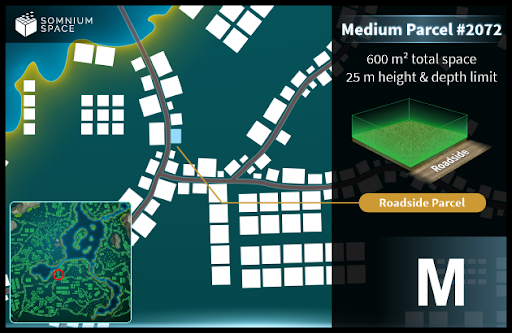 SOMNIUM
SPACE
Medium Parcel #2072
600 m² total space
25 m height & depth limit
Roadside
Roadside Parcel
M